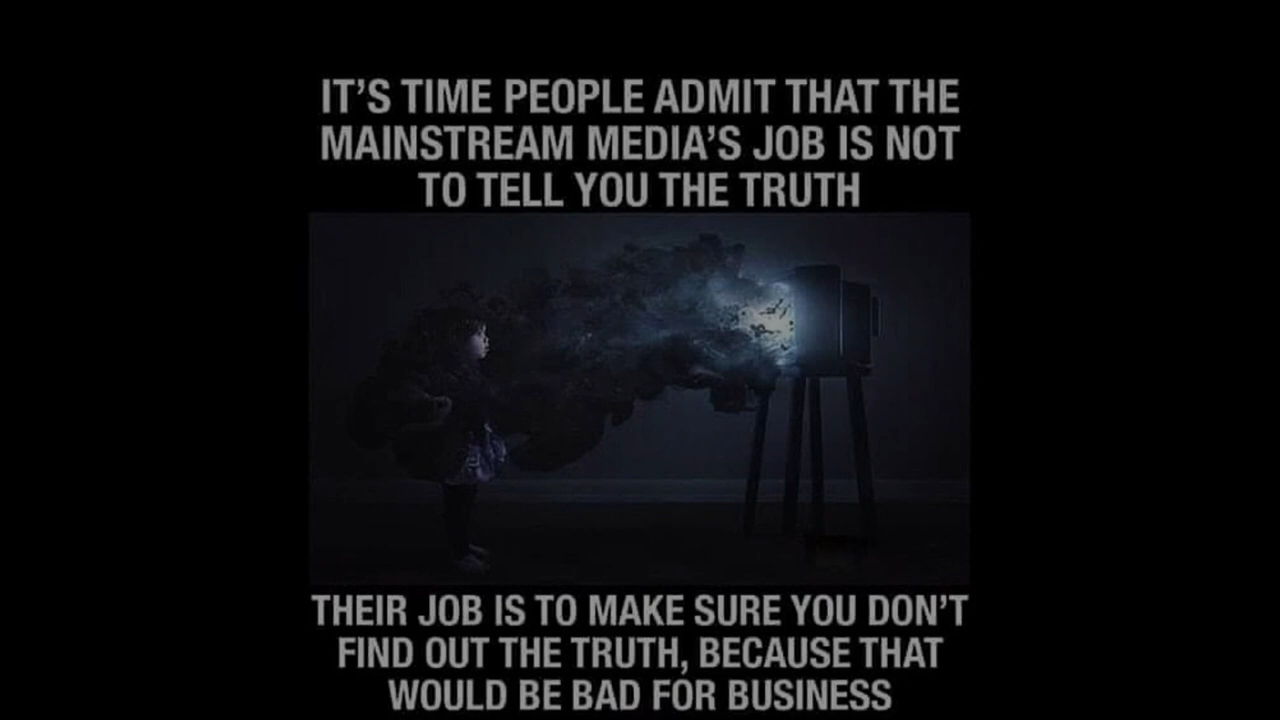 IT'S TIME PEOPLE ADMIT THAT THE
MAINSTREAM MEDIA'S JOB IS NOT
TO TELL YOU THE TRUTH
THEIR JOB IS TO MAKE SURE YOU DON'T
FIND OUT THE TRUTH, BECAUSE THAT
WOULD BE BAD FOR BUSINESS